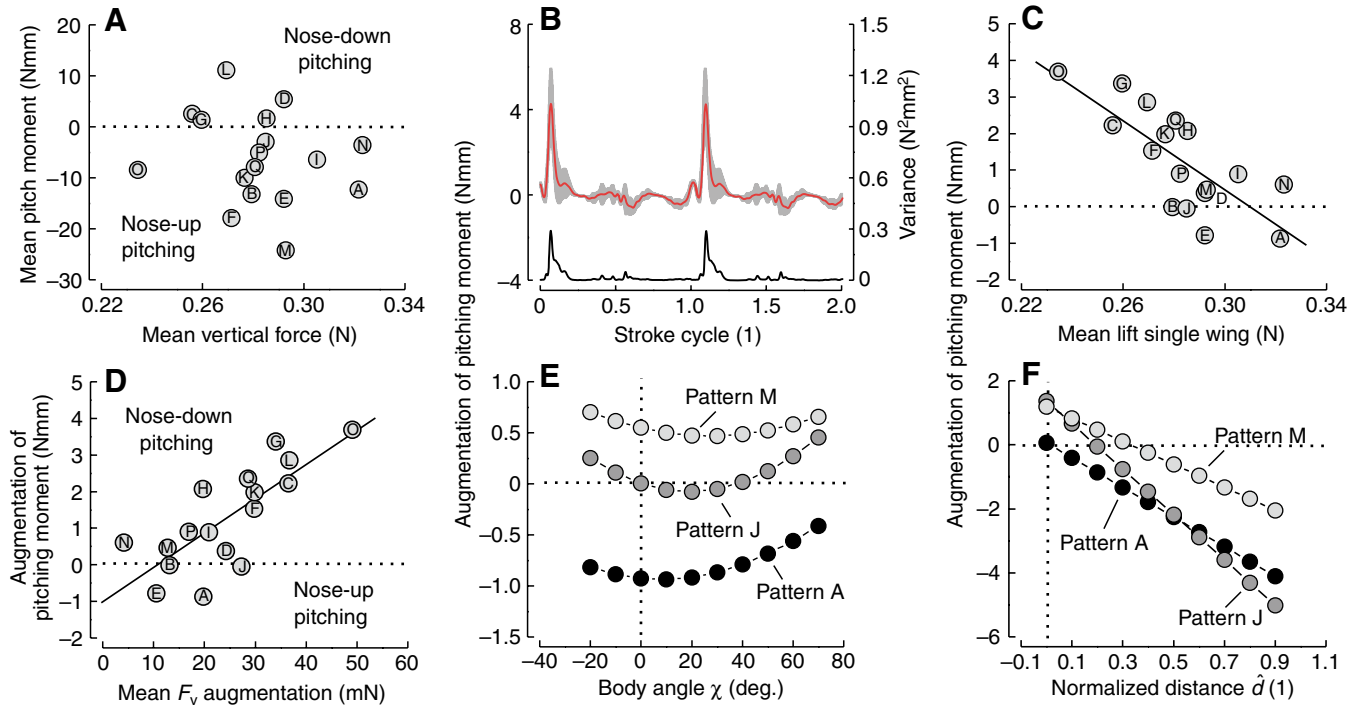 A
Mean pitch moment (Nmm)
20
10
0
–10
–20
–30
0.22
0.26
0.30
0.34
Mean vertical force (N)
Nose-down
pitching
Nose-up
pitching
L
D
C
G
H
J
P
N
I
O
Q
K
B
E
A
F
M
B
Augmentation of pitching moment (Nmm)
8
4
0
–4
1.5
1.2
0.9
0.6
0.3
0
Variance (N²mm²)
0
0.5
1.0
1.5
2.0
Stroke cycle (1)
C
Augmentation of pitching moment (Nmm)
5
4
3
2
1
0
–1
–2
0.22
0.26
0.30
0.34
Mean lift single wing (N)
O
G
L
C
Q
K
H
F
P
I
N
M
D
B
J
E
A
D
Augmentation of
pitching moment (Nmm)
5
4
3
2
1
0
–1
–2
0
10
20
30
40
50
60
Mean Fv augmentation (mN)
Nose-down
pitching
Nose-up
pitching
O
G
L
Q
C
H
K
F
P
I
N
M
D
B
J
E
A
E
1.0
0.5
0
–0.5
–1.0
–1.5
–40
–20
0
20
40
60
80
Body angle χ (deg.)
Pattern M
Pattern J
Pattern A
F
2
0
–2
–4
–6
–0.1
0.1
0.3
0.5
0.7
0.9
1.1
Normalized distance d̂ (1)
Pattern M
Pattern A
Pattern J